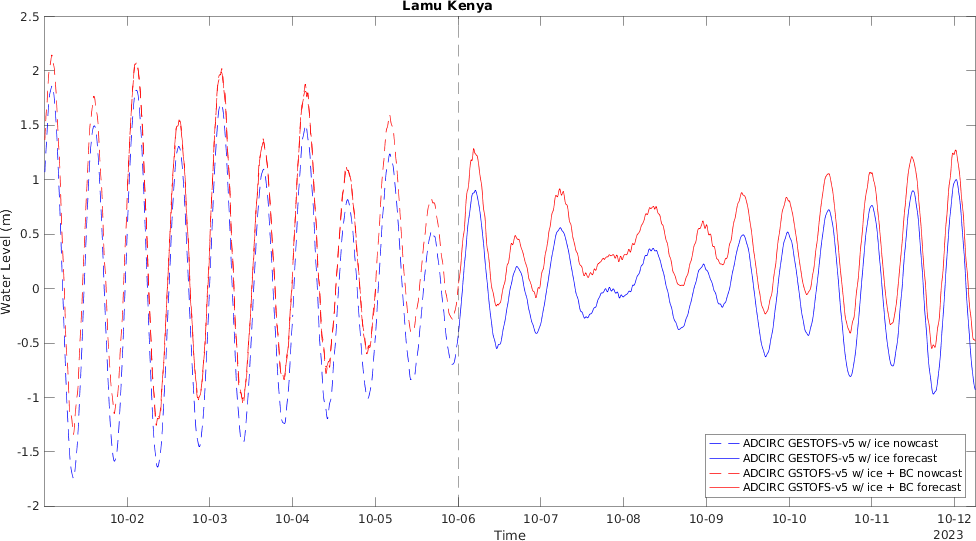 Lamu Kenya
2.5
2
1.5
1
0.5
0
-0.5
-1
-1.5
-2
Water Level (m)
ADCIRC GESTOFS-v5 w/ ice nowcast
ADCIRC GESTOFS-v5 w/ ice forecast
ADCIRC GSTOFS-v5 w/ ice + BC nowcast
ADCIRC GSTOFS-v5 w/ ice + BC forecast
10-02 10-03 10-04 10-05 10-06 10-07 10-08 10-09 10-10 10-11 10-12
Time
2023